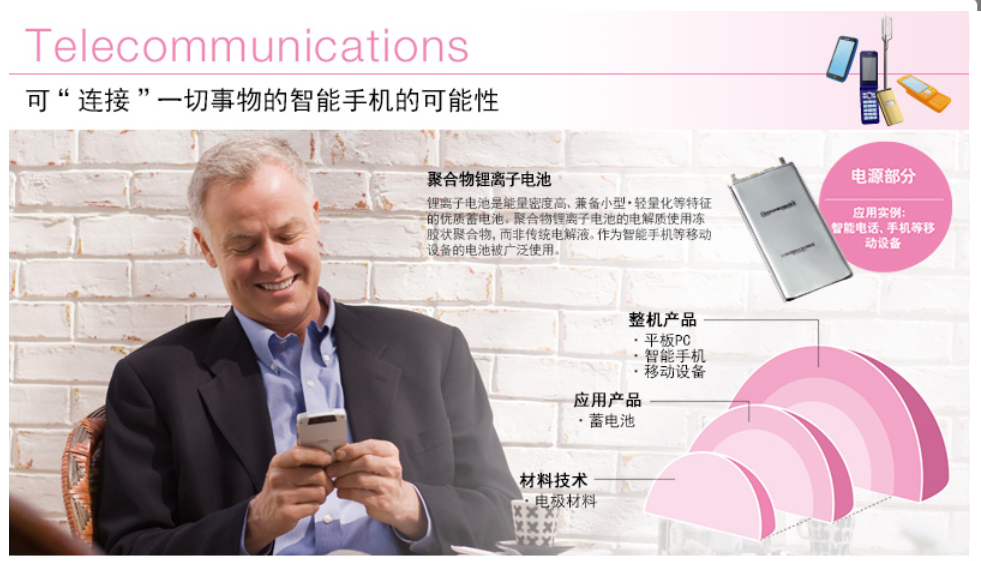 Telecommunications
可“连接”一切事物的智能手机的可能性
聚合物锂离子电池
锂离子电池是能量密度高、兼备小型·轻量化等特征
的优质蓄电池。聚合物锂离子电池的电解质使用冻
胶状聚合物，而非传统电解液。作为智能手机等移动
设备的电池被广泛使用。
电源部分
应用实例：
智能电话、手机等移
动设备
整机产品
·平板PC
·智能手机
·移动设备
应用产品
·蓄电池
材料技术
·电极材料